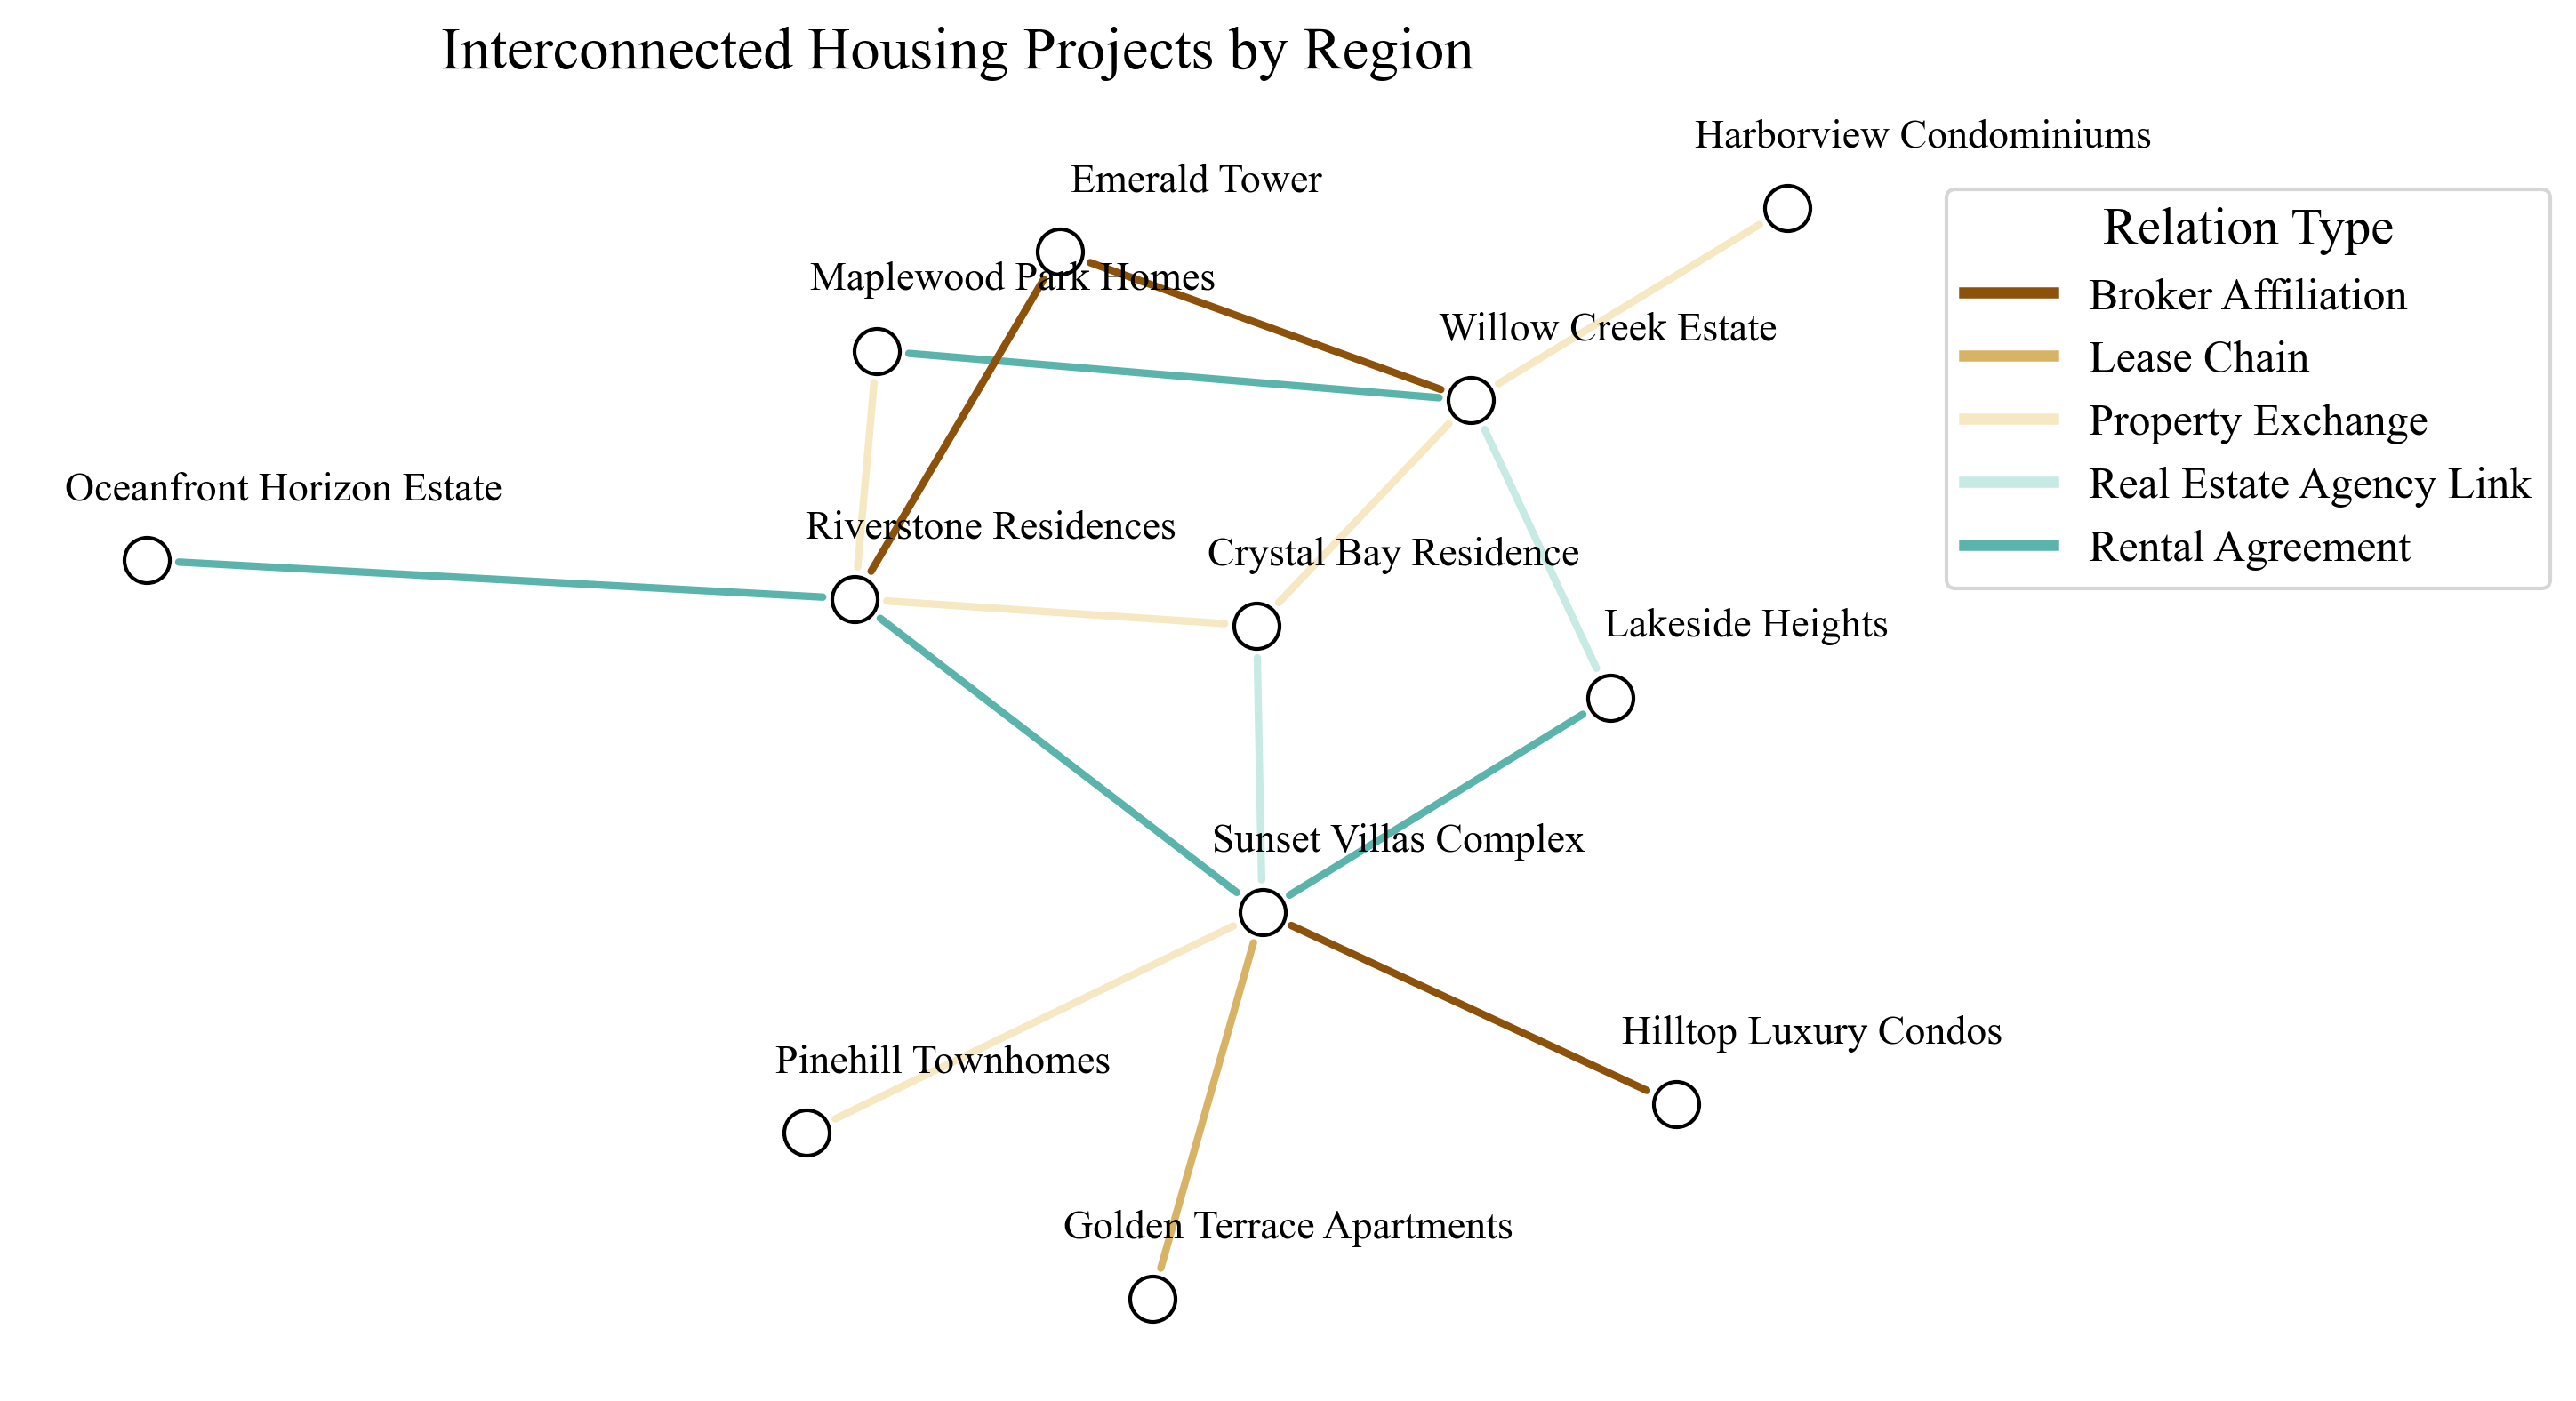 Interconnected Housing Projects by Region
Harborview Condominiums
Emerald Tower
Maplewood Park Homes
Willow Creek Estate
Oceanfront Horizon Estate
Riverstone Residences
Crystal Bay Residence
Lakeside Heights
Sunset Villas Complex
Pinehill Townhomes
Hilltop Luxury Condos
Golden Terrace Apartments
Relation Type
Broker Affiliation
Lease Chain
Property Exchange
Real Estate Agency Link
Rental Agreement